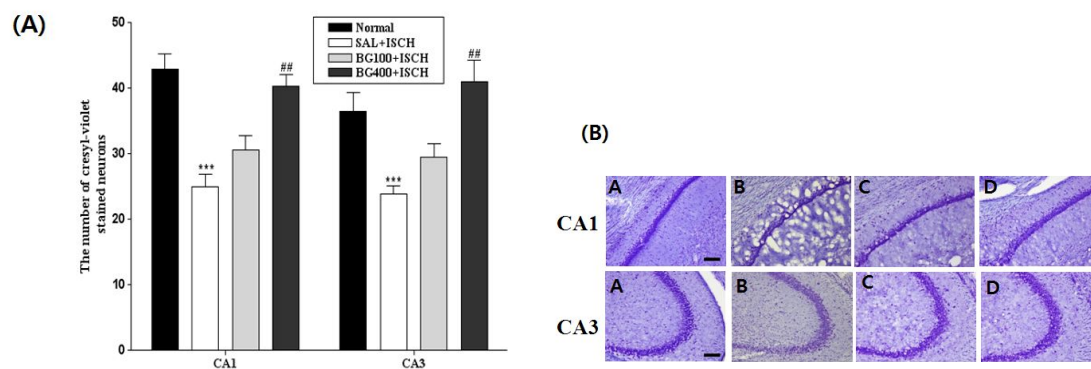 (A)
50
40
30
20
10
0
The number of cresyl-violet
stained neurons
Normal
SAL+ISCH
BG100+ISCH
BG400+ISCH
***
##
***
##
CA1
CA3
(B)
A B C D
CA1
A B C D
CA3